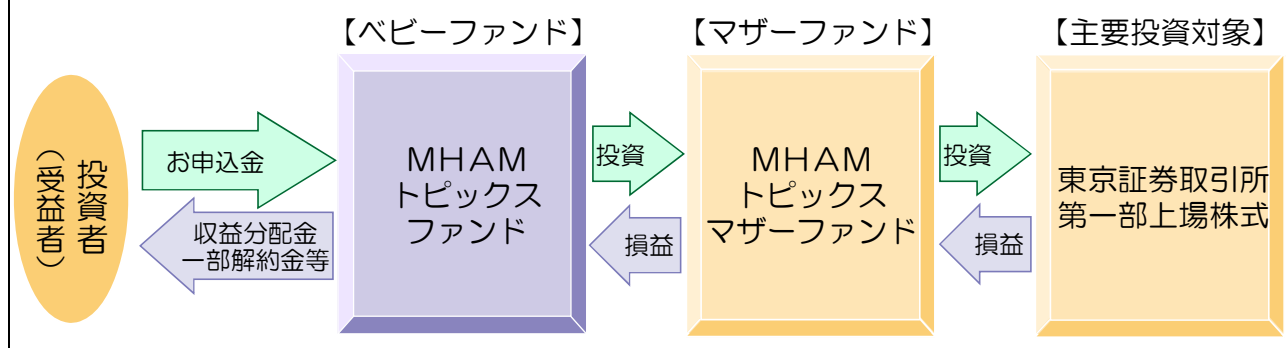 【ベビーファンド】
【マザーファンド】
【主要投資対象】
投資者
（受益者）
お申込金
収益分配金
一部解約金等
ＭＨＡＭ
トピックス
ファンド
投資
損益
ＭＨＡＭ
トピックス
マザーファンド
投資
損益
東京証券取引所
第一部上場株式